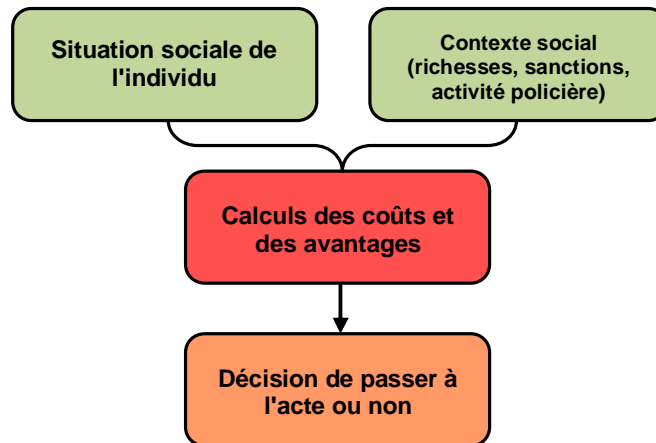 Situation sociale de
l'individu
Contexte social
(richesses, sanctions,
activité policière)
Calculs des coûts et
des avantages
Décision de passer à
l'acte ou non